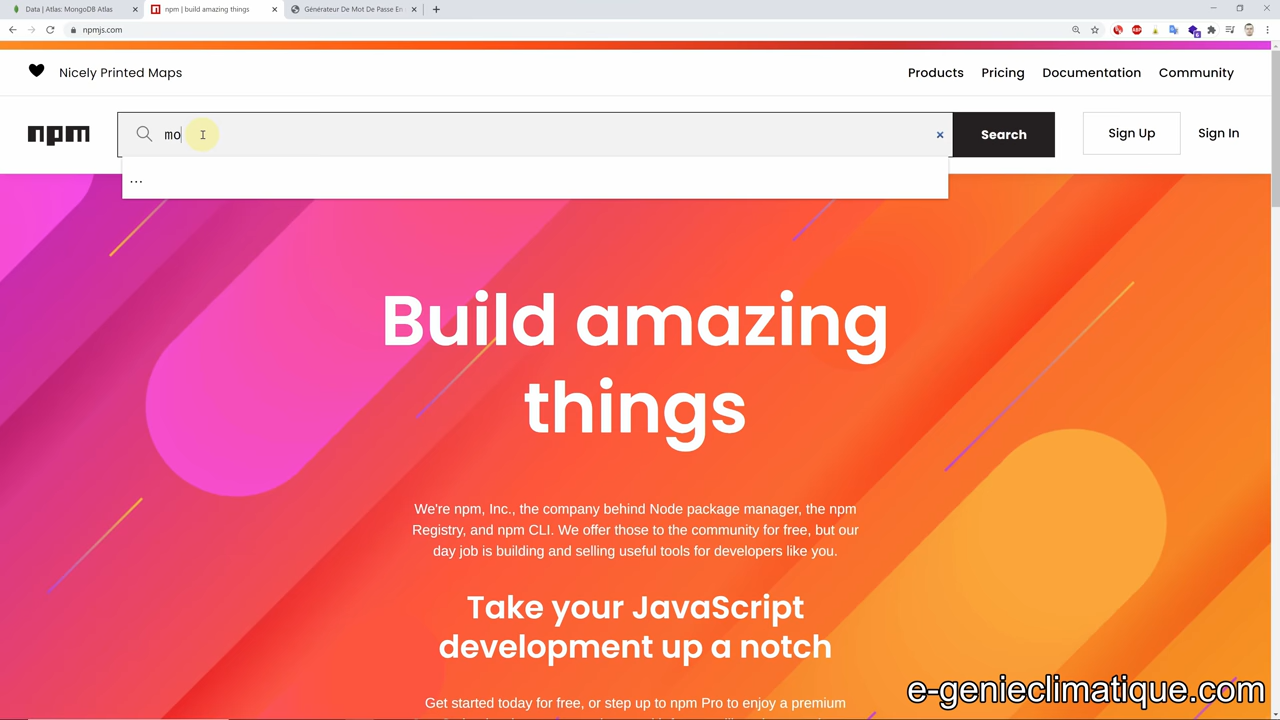 Data | Atlas: MongoDB Atlas
npm | build amazing things
Générateur De Mot De Passe En
npmjs.com
Nicely Printed Maps
Products
Pricing
Documentation
Community
npm
mo
Search
Sign Up
Sign In
...
Build amazing
things
We're npm, Inc., the company behind Node package manager, the npm
Registry, and npm CLI. We offer those to the community for free, but our
day job is building and selling useful tools for developers like you.
Take your JavaScript
development up a notch
Get started today for free, or step up to npm Pro to enjoy a premium
e-genieclimatique.com